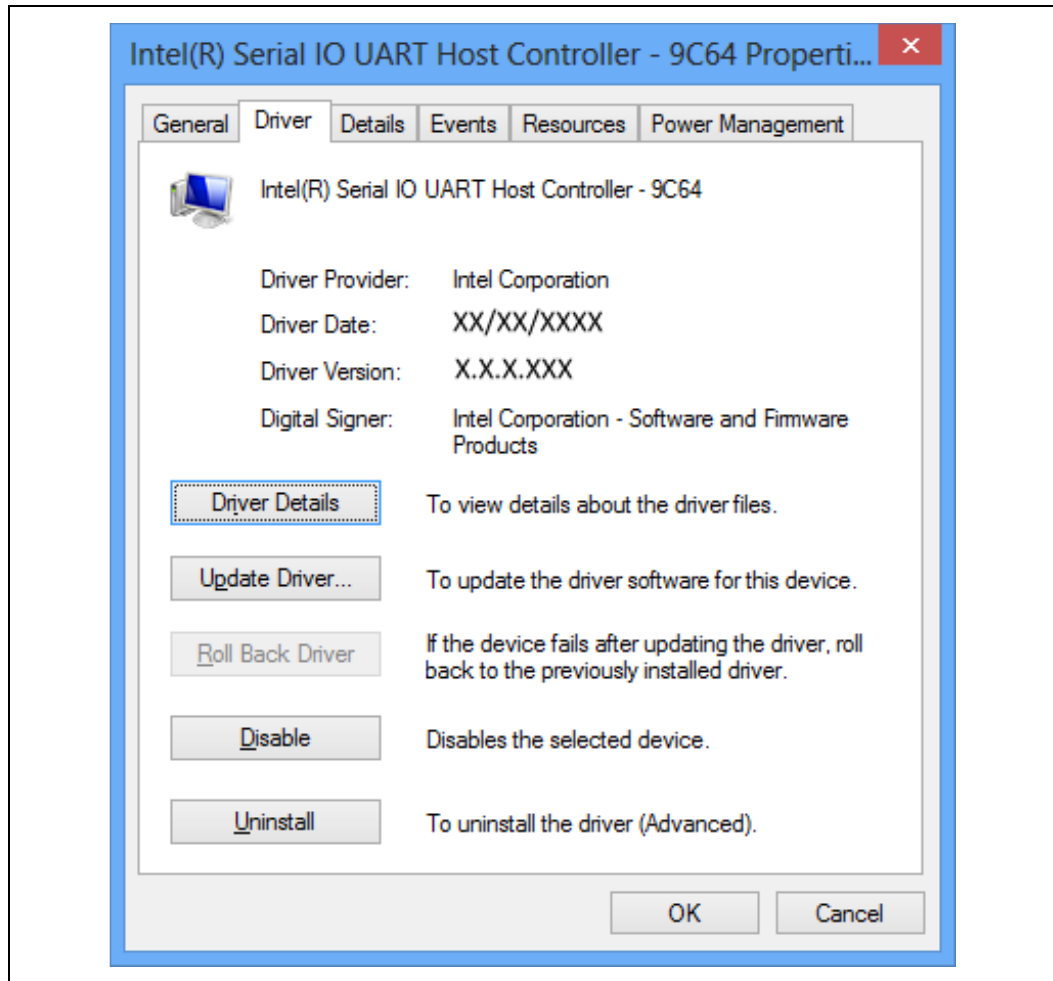 Intel(R) Serial IO UART Host Controller - 9C64 Properti...
General Driver Details Events Resources Power Management
Intel(R) Serial IO UART Host Controller - 9C64
Driver Provider: Intel Corporation
Driver Date: XX/XX/XXXX
Driver Version: X.X.X.XXX
Digital Signer: Intel Corporation - Software and Firmware
Products
Driver Details To view details about the driver files.
Update Driver... To update the driver software for this device.
Roll Back Driver If the device fails after updating the driver, roll
back to the previously installed driver.
Disable Disables the selected device.
Uninstall To uninstall the driver (Advanced).
OK Cancel